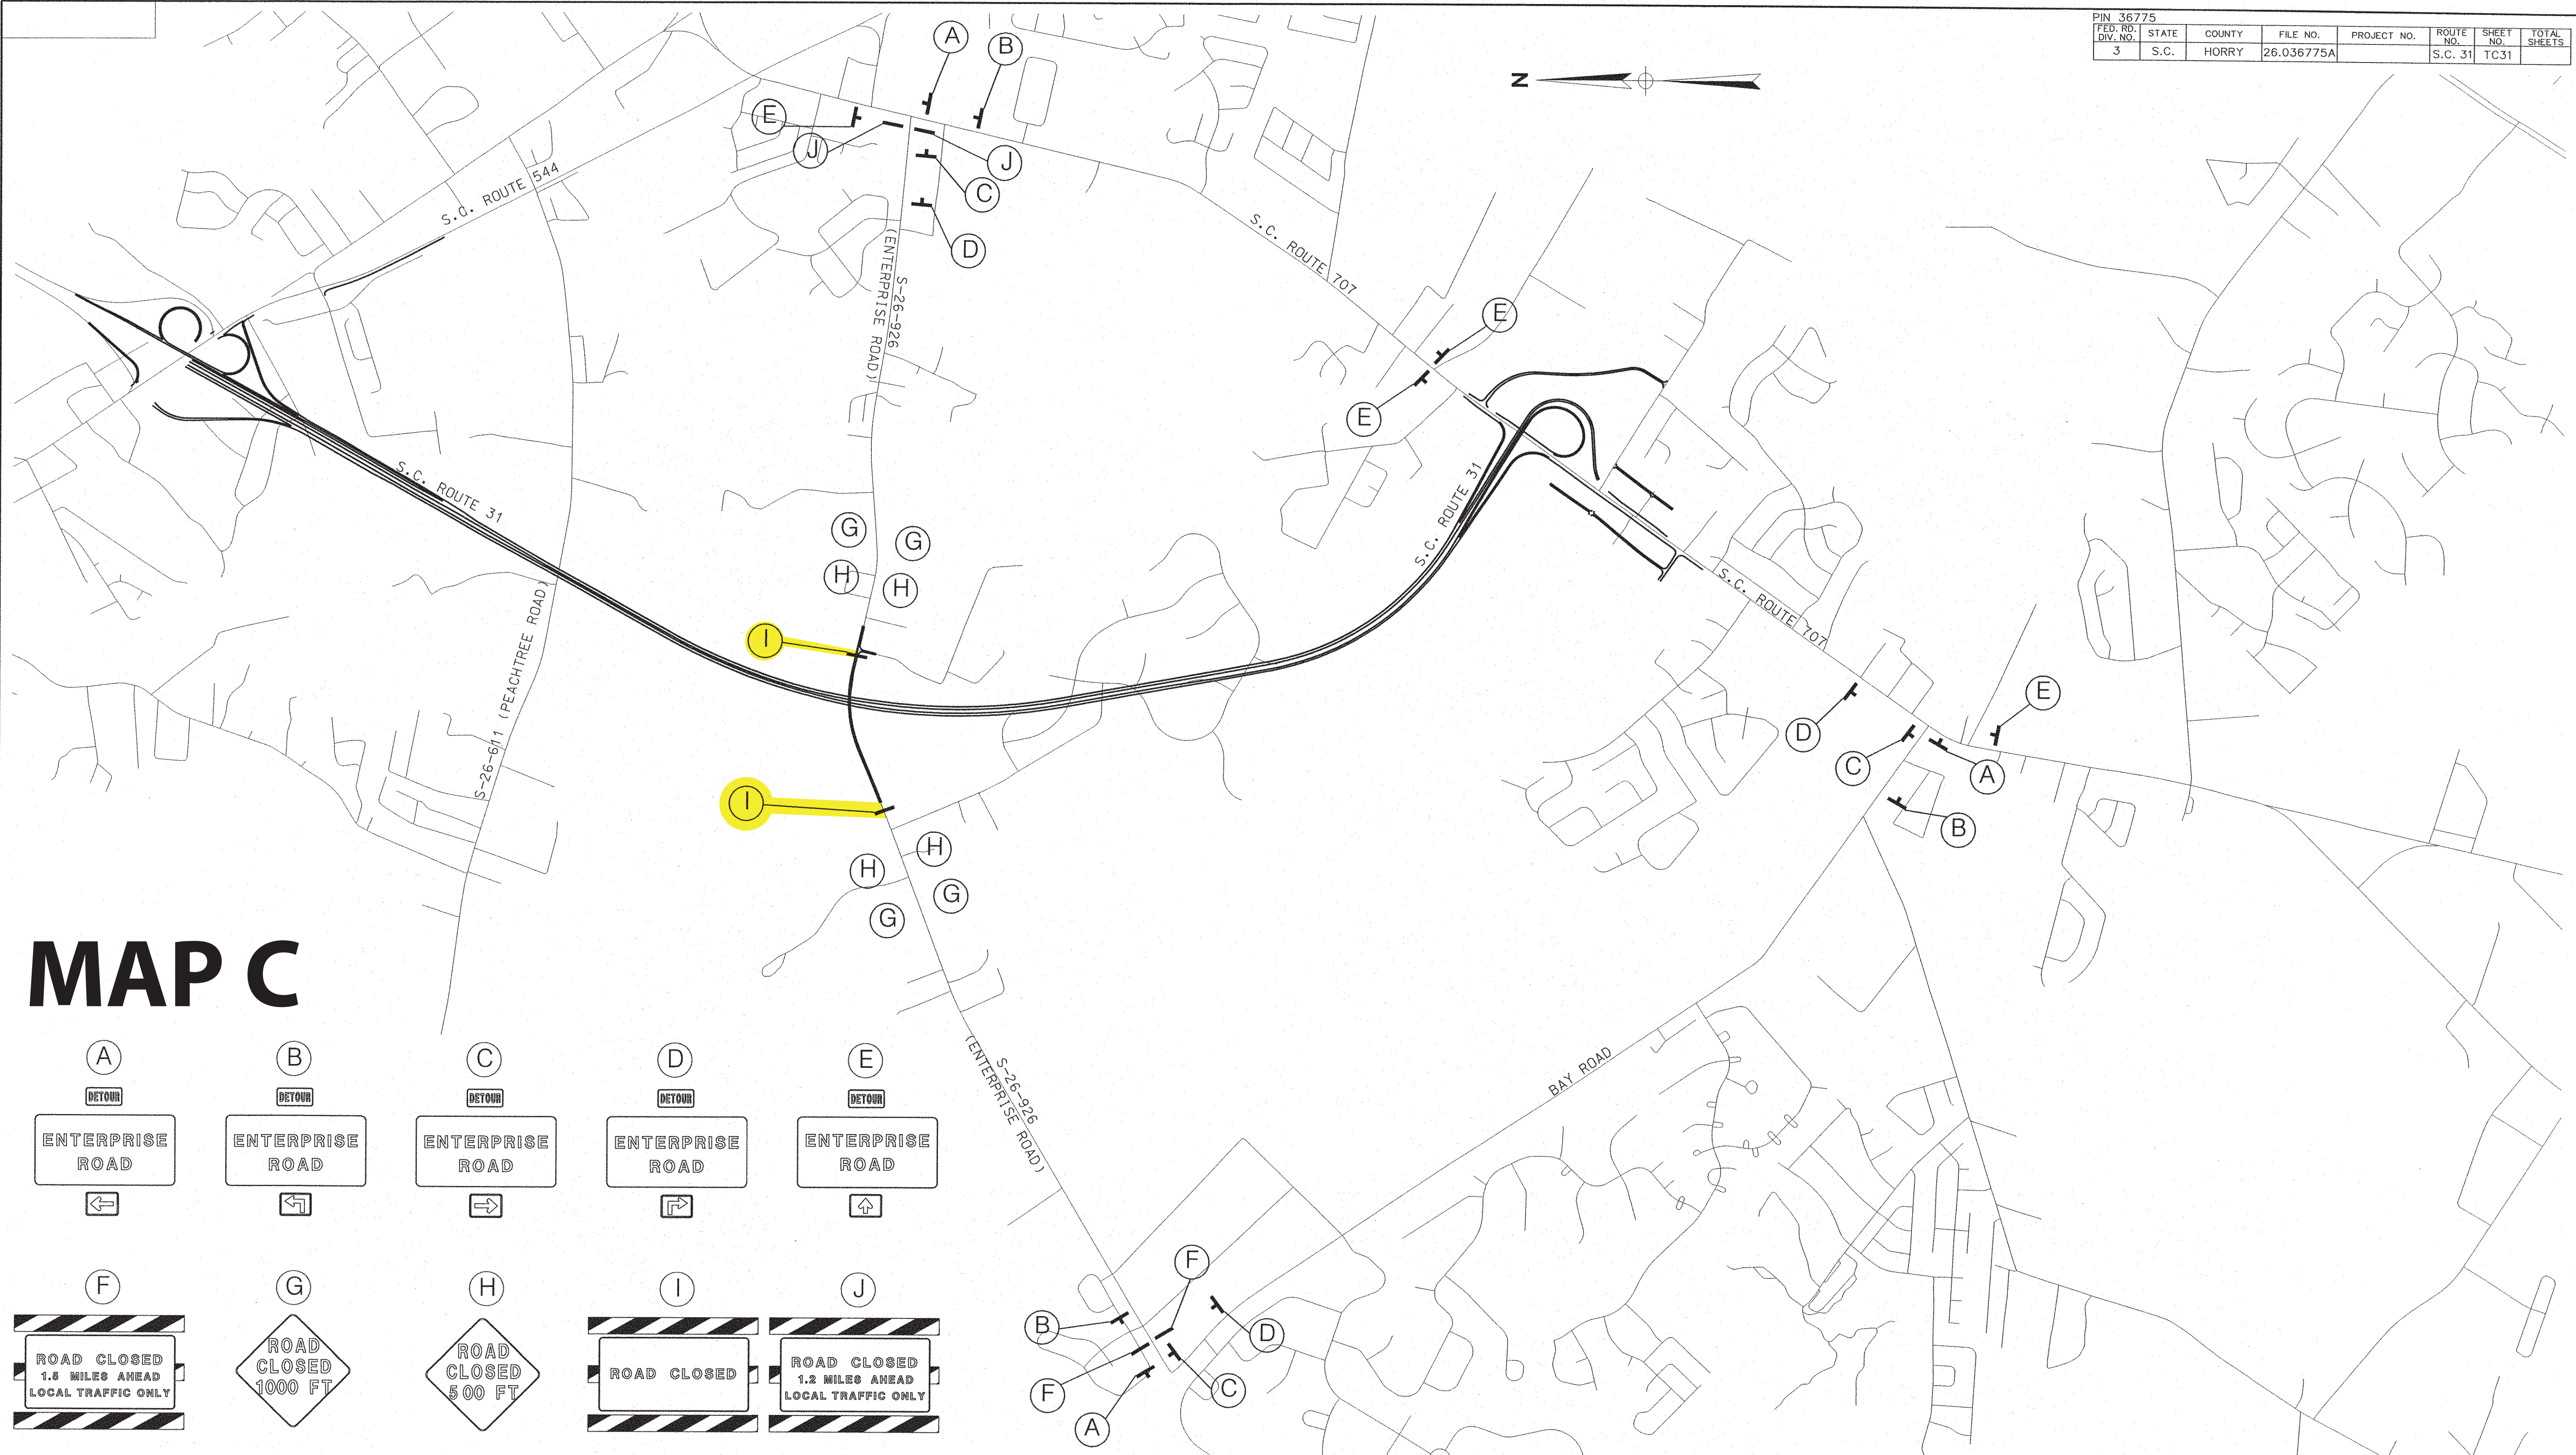 PIN 36775
FED. RD. DIV. NO. STATE COUNTY FILE NO. PROJECT NO. ROUTE NO. SHEET NO. TOTAL SHEETS
3 S.C. HORRY 26.036775A S.C. 31 TC31
A
B
N
E
J
J
C
D
S.C. ROUTE 544
S-26-926
(ENTERPRISE ROAD)
S.C. ROUTE 707
E
E
S.C. ROUTE 31
S.C. ROUTE 31
G
G
H
H
S.C. ROUTE 707
I
S-26-611 (PEACHTREE ROAD)
E
D
C
A
I
B
H
H
G
G
MAP C
S-26-926
(ENTERPRISE ROAD)
BAY ROAD
A
B
C
D
E
DETOUR
DETOUR
DETOUR
DETOUR
DETOUR
ENTERPRISE
ROAD
ENTERPRISE
ROAD
ENTERPRISE
ROAD
ENTERPRISE
ROAD
ENTERPRISE
ROAD
F
B
F
D
F
C
A
F
G
H
I
J
ROAD CLOSED
1.5 MILES AHEAD
LOCAL TRAFFIC ONLY
ROAD
CLOSED
1000 FT
ROAD
CLOSED
500 FT
ROAD CLOSED
ROAD CLOSED
1.2 MILES AHEAD
LOCAL TRAFFIC ONLY